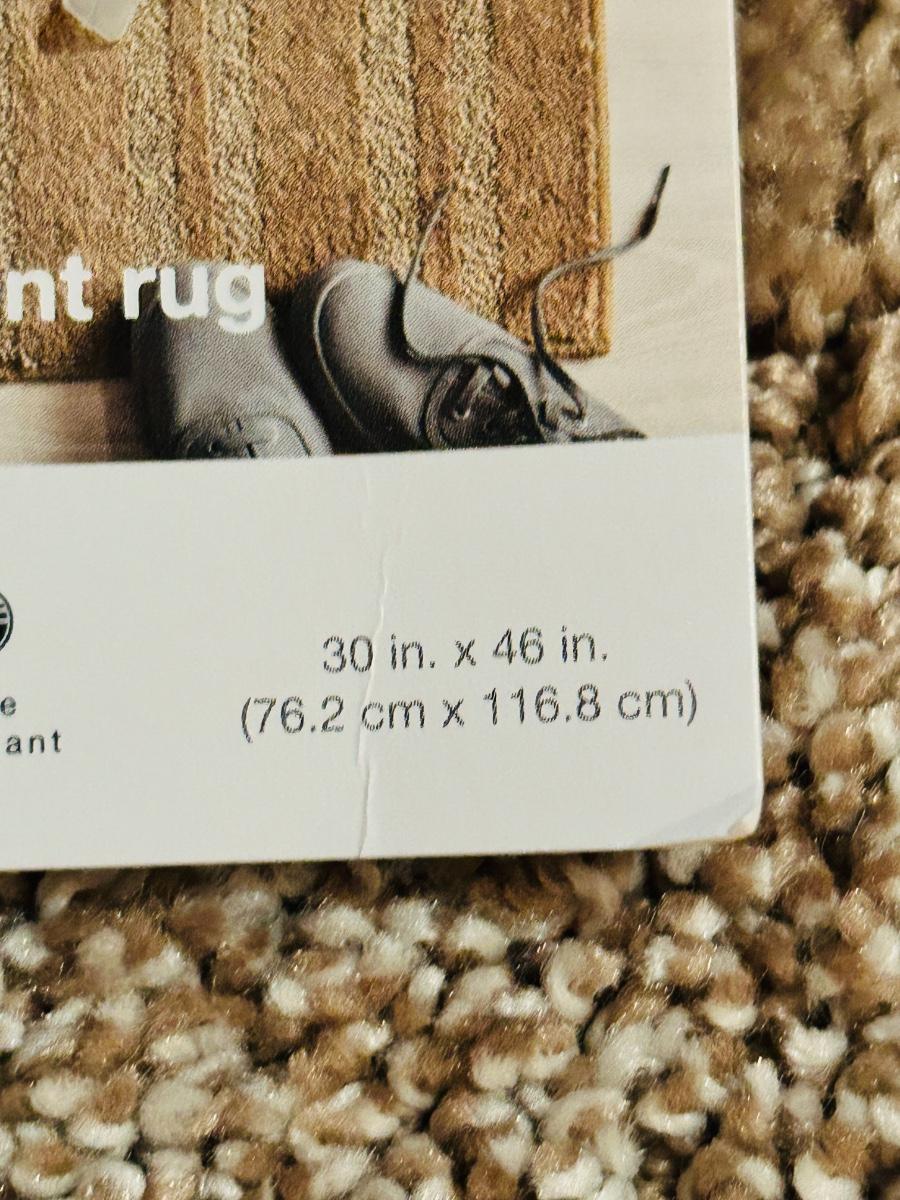 nt rug
30 in. x 46 in.
(76.2 cm x 116.8 cm)
e
ant